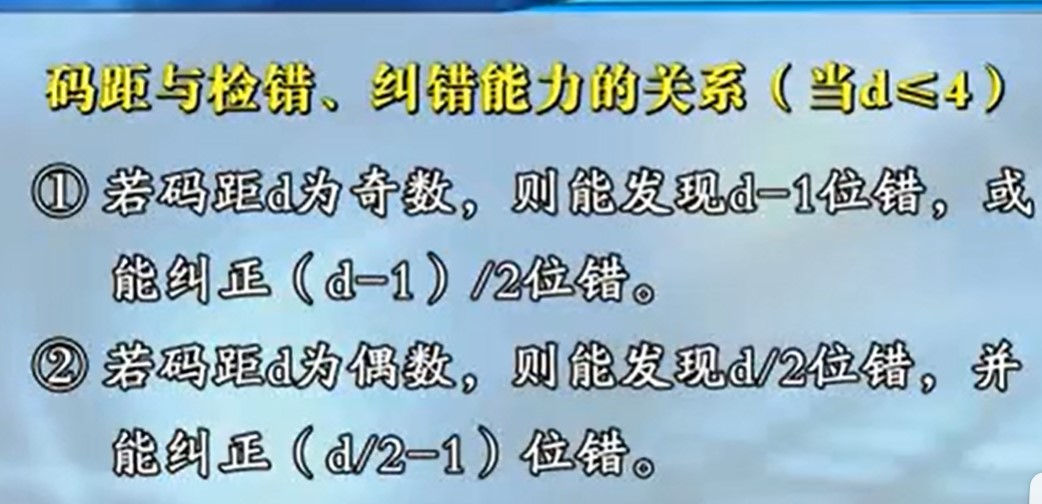 码距与检错、纠错能力的关系（当d≤4）
① 若码距d为奇数，则能发现d-1位错，或
能纠正（d-1）/2位错。
② 若码距d为偶数，则能发现d/2位错，并
能纠正（d/2-1）位错。